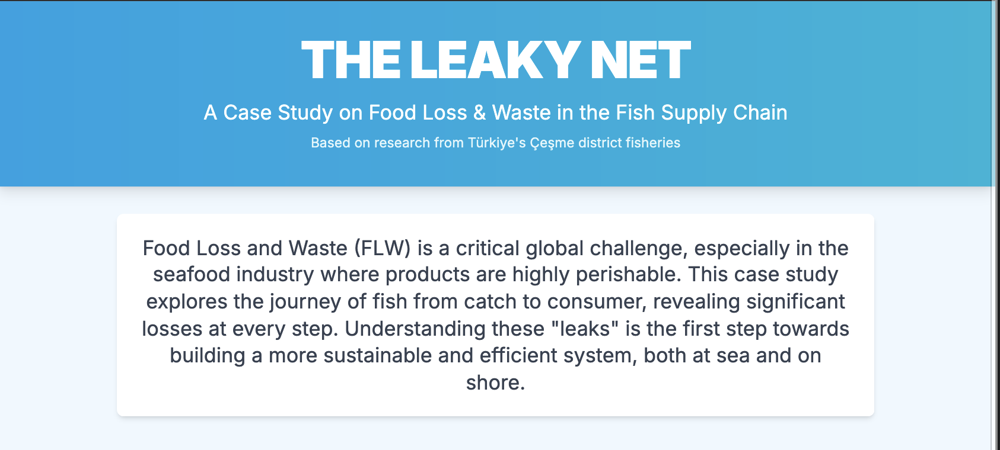 THE LEAKY NET
A Case Study on Food Loss & Waste in the Fish Supply Chain
Based on research from Türkiye's Çeşme district fisheries
Food Loss and Waste (FLW) is a critical global challenge, especially in the
seafood industry where products are highly perishable. This case study
explores the journey of fish from catch to consumer, revealing significant
losses at every step. Understanding these "leaks" is the first step towards
building a more sustainable and efficient system, both at sea and on
shore.